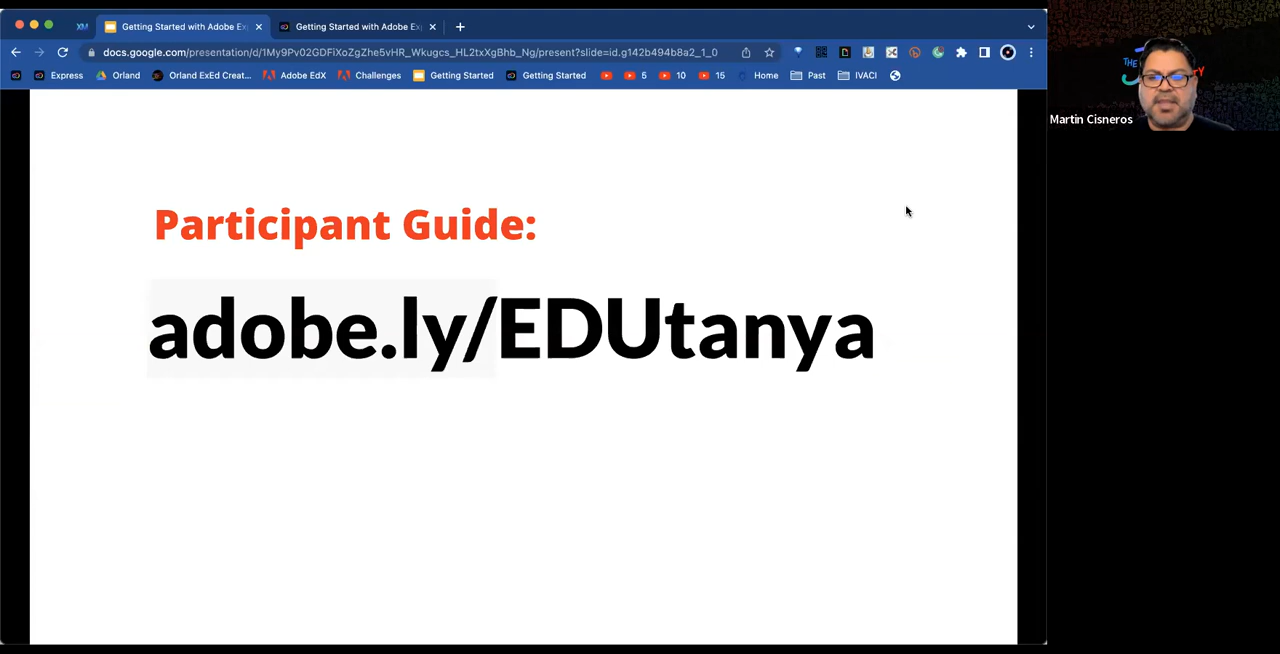 Getting Started with Adobe Ex
Getting Started with Adobe Ex
docs.google.com/presentation/d/1My9Pv02GDFiXoZgZhe5vHR_Wkugcs_HL2txXgBhb_Ng/present?slide=id.g142b494b8a2_1_0
Express Orland Orland ExEd Creat... Adobe EdX Challenges Getting Started Getting Started 5 10 15 Home Past IVACI
THE
Y
Martin Cisneros
Participant Guide:
adobe.ly/EDUtanya